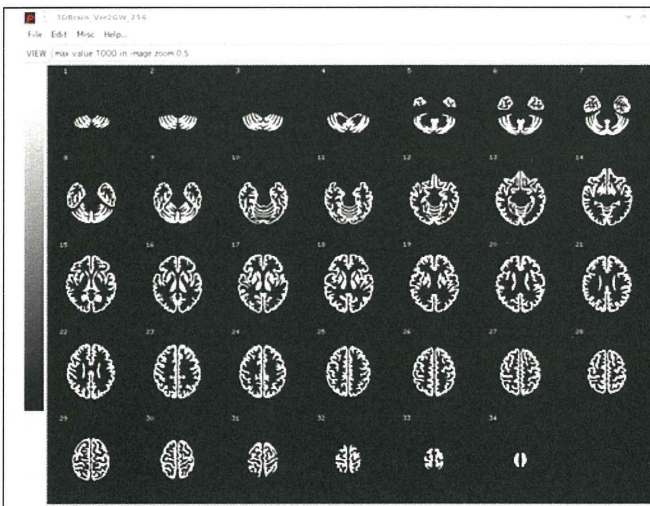 3DBrain_Ver2GW_256
File Edit Misc Help...
VIEW max value 1000 in image zoom 0.5
1 2 3 4 5 6 7
8 9 10 11 12 13 14
15 16 17 18 19 20 21
22 23 24 25 26 27 28
29 30 31 32 33 34